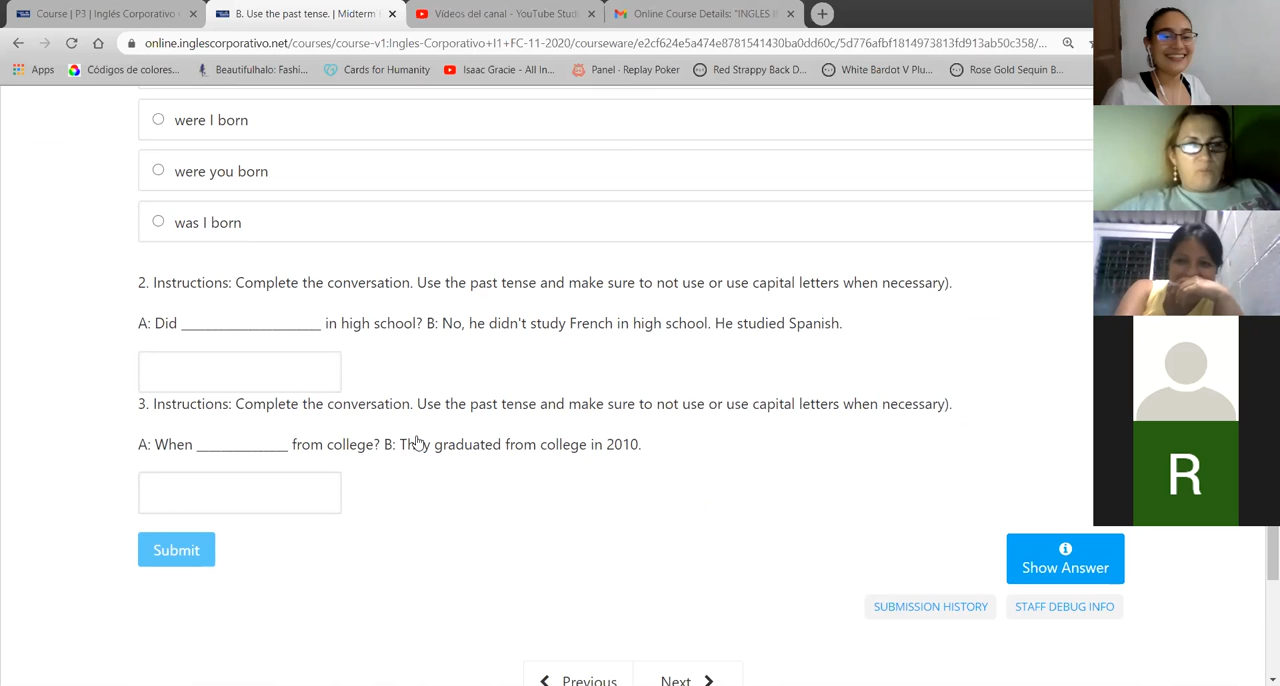 Course | P3 | Inglés Corporativo
B. Use the past tense. | Midterm
Vídeos del canal - YouTube Stud
Online Course Details: "INGLES I
online.inglescorporativo.net/courses/course-v1:Ingles-Corporativo+I1+FC-11-2020/courseware/e2cf624e5a474e8781541430ba0dd60c/5d776afbf1814973813fd913ab50c358/...
Apps
Códigos de colores...
Beautifulhalo: Fashi...
Cards for Humanity
Isaac Gracie - All In...
Panel · Replay Poker
Red Strappy Back D...
White Bardot V Plu...
Rose Gold Sequin B...
were I born
were you born
was I born
2. Instructions: Complete the conversation. Use the past tense and make sure to not use or use capital letters when necessary).
A: Did ____________________ in high school? B: No, he didn't study French in high school. He studied Spanish.
3. Instructions: Complete the conversation. Use the past tense and make sure to not use or use capital letters when necessary).
A: When _____________ from college? B: They graduated from college in 2010.
Submit
Show Answer
SUBMISSION HISTORY
STAFF DEBUG INFO
Previous
Next
R